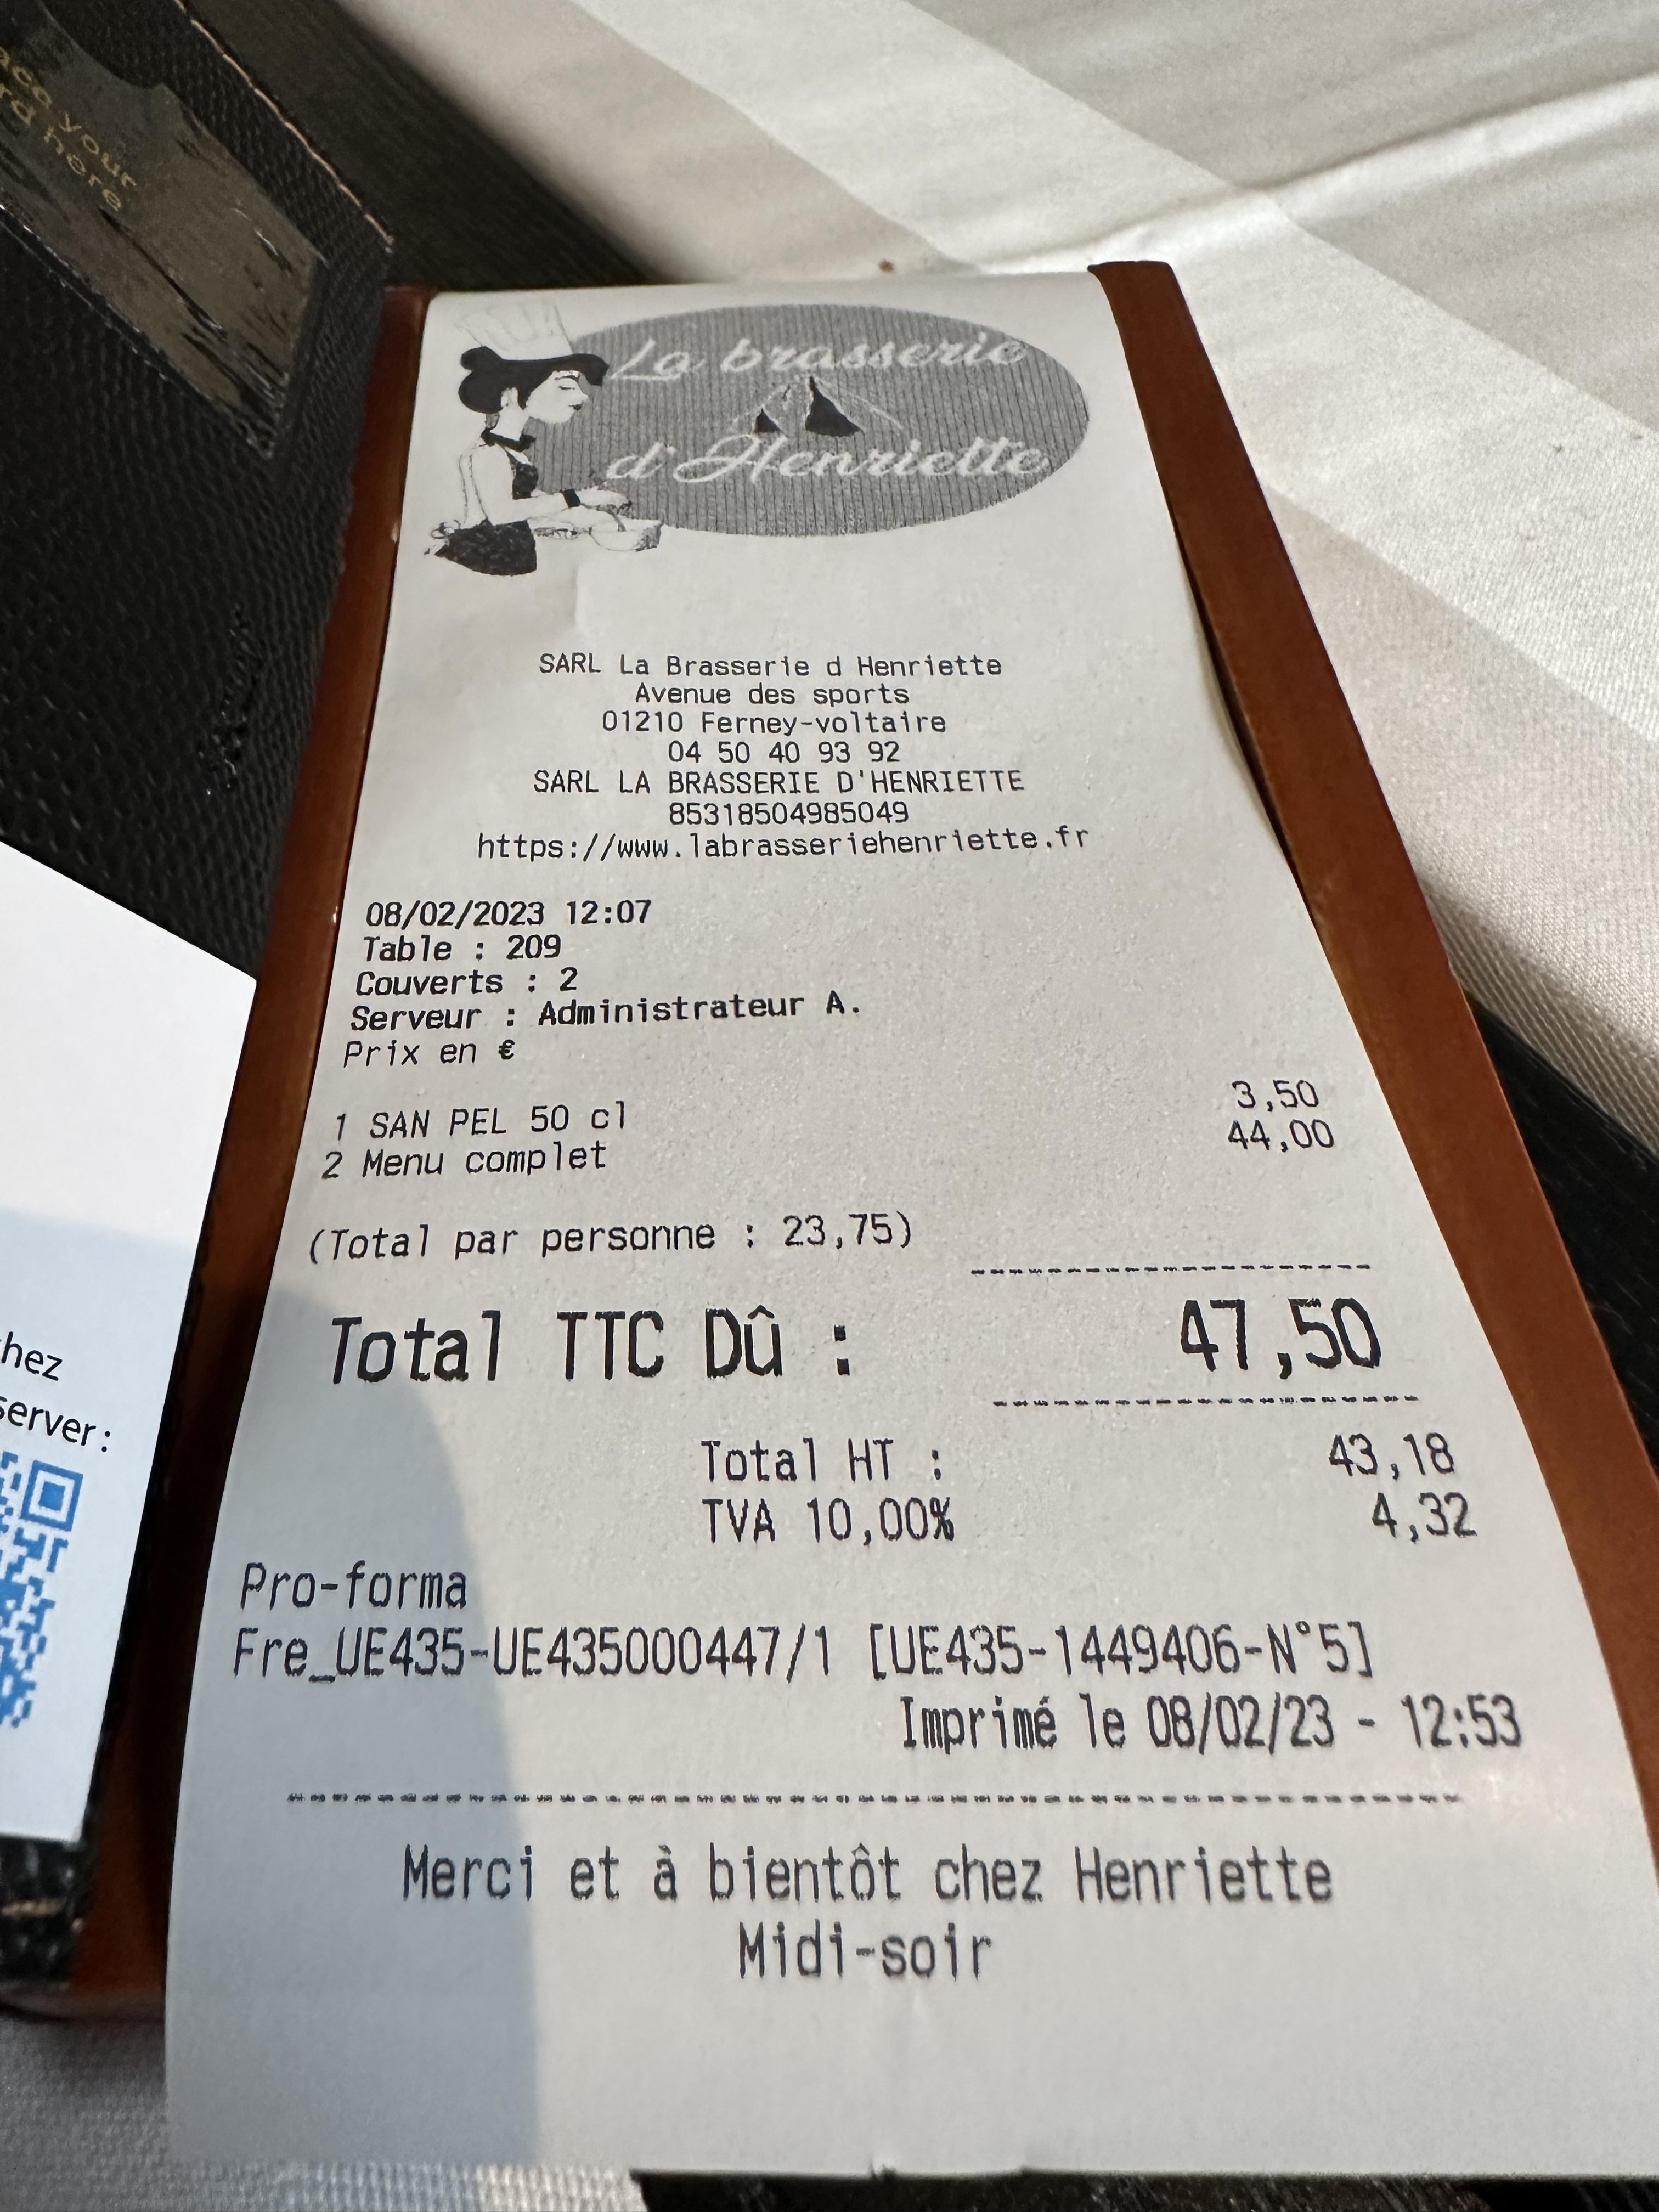 your
rd here
La brasserie
d'Henriette
SARL La Brasserie d Henriette
Avenue des sports
01210 Ferney-voltaire
04 50 40 93 92
SARL LA BRASSERIE D'HENRIETTE
85318504985049
https://www.labrasseriehenriette.fr
08/02/2023 12:07
Table : 209
Couverts : 2
Serveur : Administrateur A.
Prix en €
1 SAN PEL 50 cl 3,50
2 Menu complet 44,00
(Total par personne : 23,75)
Total TTC Dû : 47,50
Total HT : 43,18
TVA 10,00% 4,32
Pro-forma
Fre_UE435-UE435000447/1 [UE435-1449406-N°5]
Imprimé le 08/02/23 - 12:53
Merci et à bientôt chez Henriette
Midi-soir
hez
server: